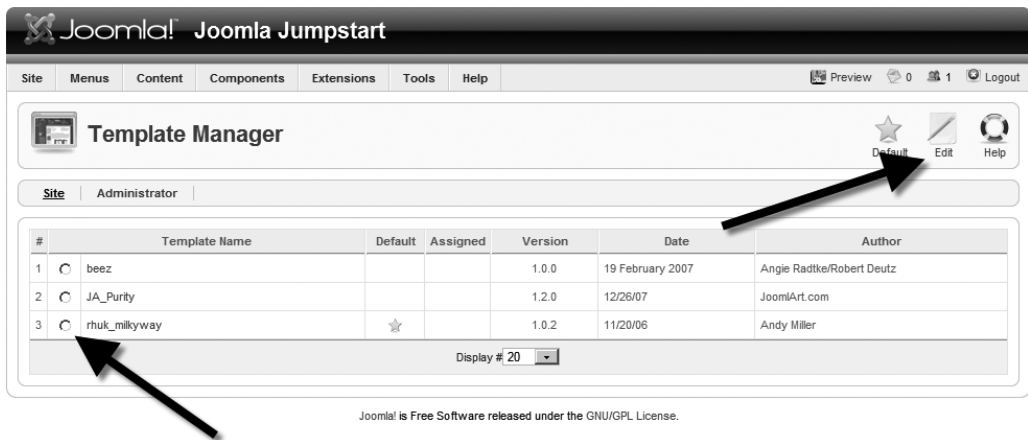 Joomla! Joomla Jumpstart
Site Menus Content Components Extensions Tools Help Preview 0 1 Logout
Template Manager Default Edit Help
Site Administrator
# Template Name Default Assigned Version Date Author
1 beez 1.0.0 19 February 2007 Angie Radtke/Robert Deutz
2 JA_Purity 1.2.0 12/26/07 JoomlArt.com
3 rhuk_milkyway 1.0.2 11/20/06 Andy Miller
Display # 20
Joomla! is Free Software released under the GNU/GPL License.